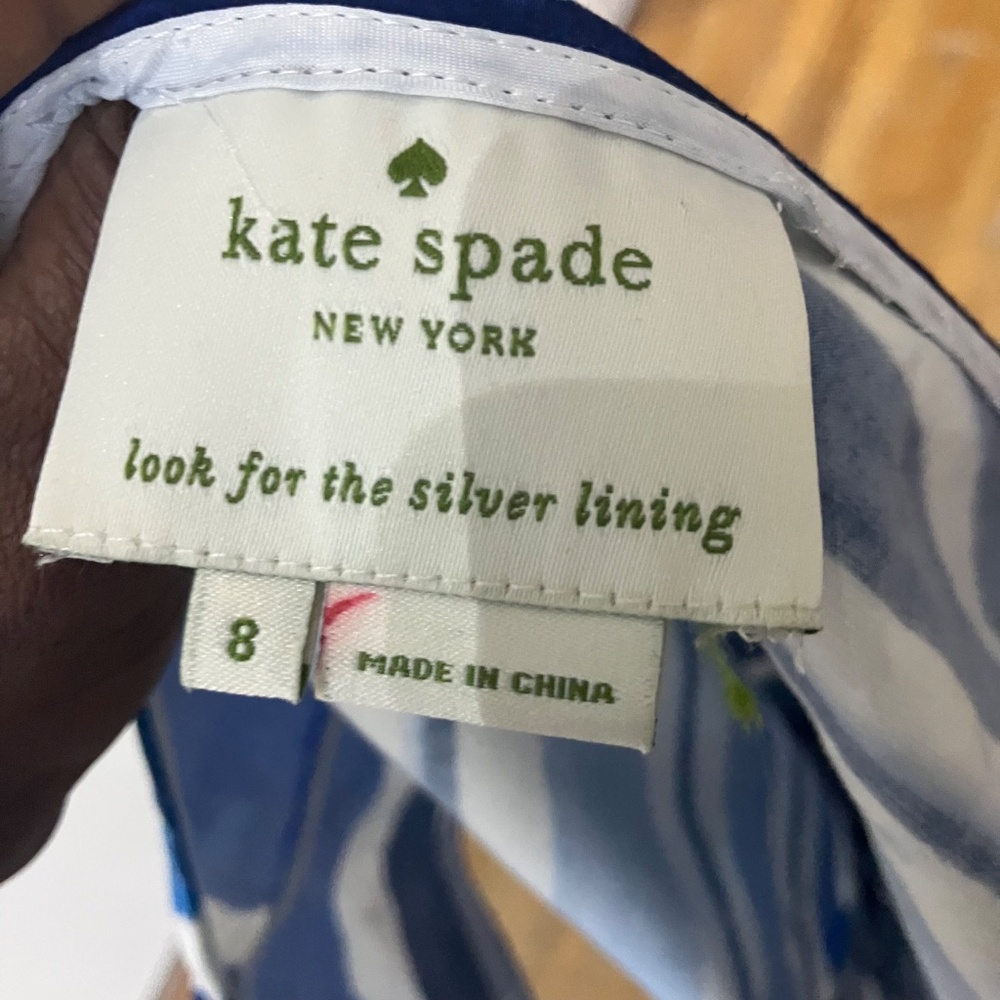 kate spade
NEW YORK
look for the silver lining
8
MADE IN CHINA